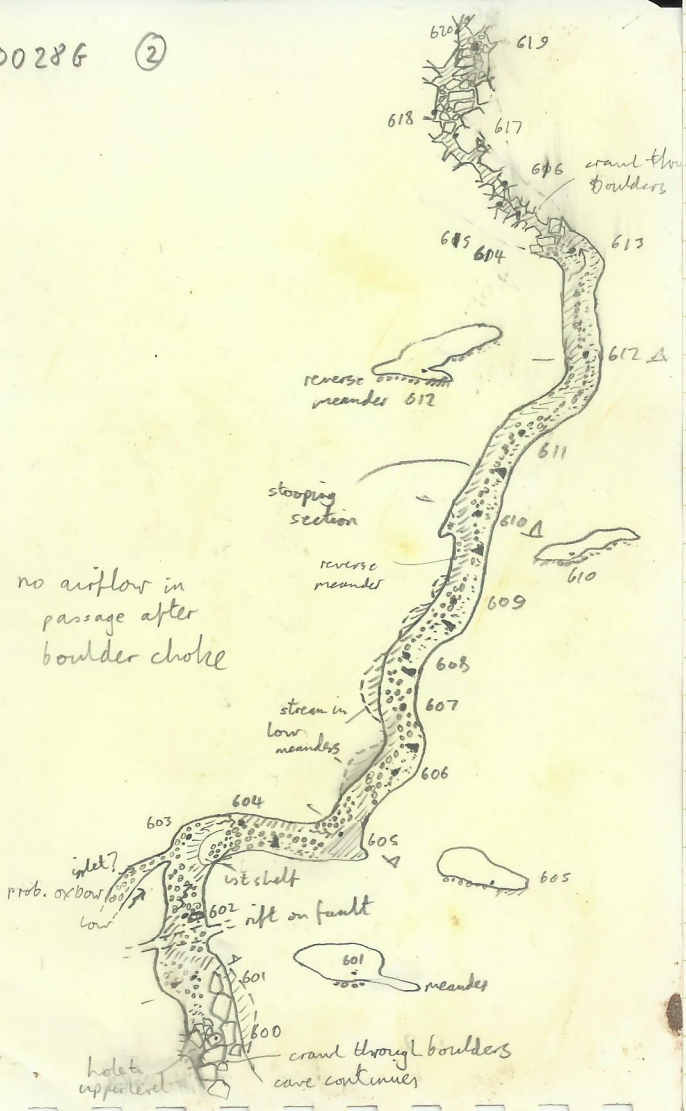 0028G ②
620
619
618
617
616
crawl thro
boulders
615 604
613
612
reverse
meander 612
611
stooping
section
610
610
reverse
meander
no airflow in
passage after
boulder choke
609
608
607
stream in
low
meanders
606
604
603
605
605
inlet?
prob. oxbow
low
1st shelf
602
rift on fault
601
601
meander
600
hole to
upper level
crawl through boulders
cave continues